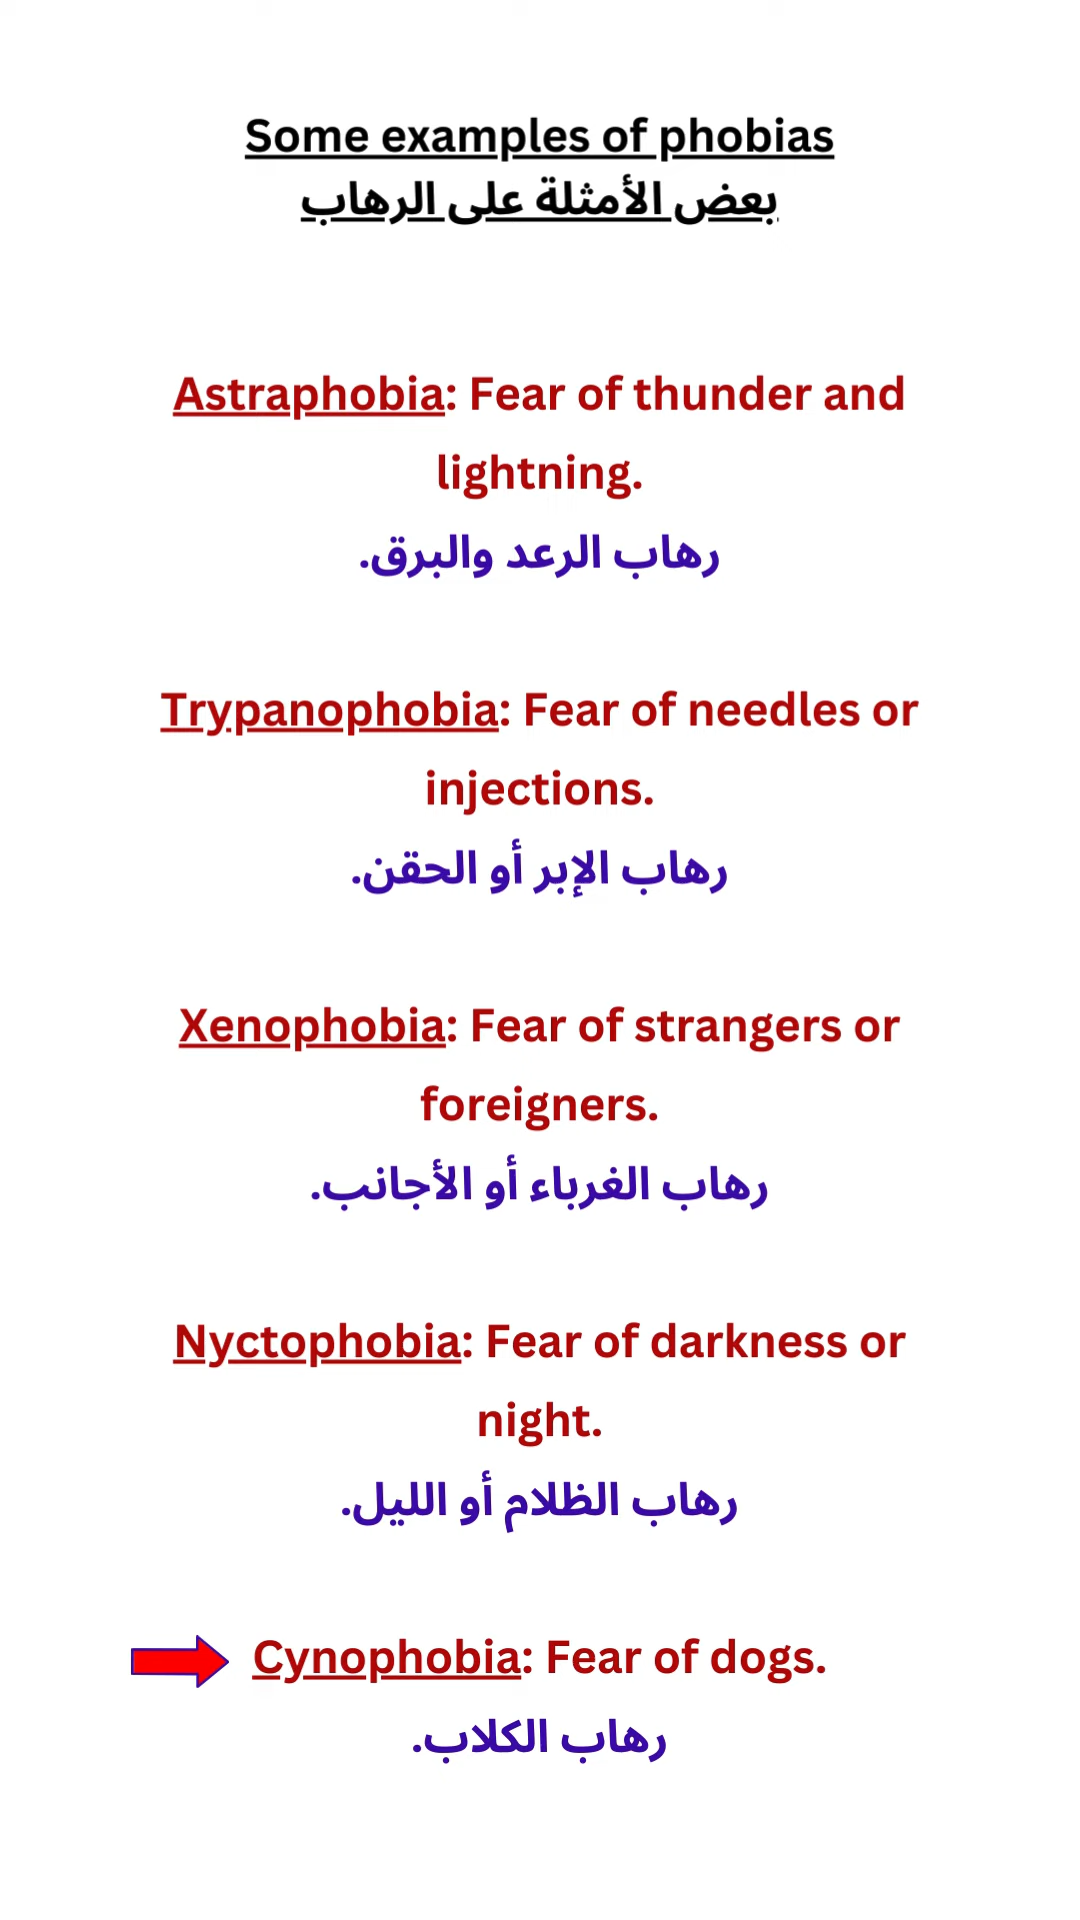 Some examples of phobias
بعض الأمثلة على الرهاب
Astraphobia: Fear of thunder and
lightning.
رهاب الرعد والبرق.
Trypanophobia: Fear of needles or
injections.
رهاب الإبر أو الحقن.
Xenophobia: Fear of strangers or
foreigners.
رهاب الغرباء أو الأجانب.
Nyctophobia: Fear of darkness or
night.
رهاب الظلام أو الليل.
Cynophobia: Fear of dogs.
رهاب الكلاب.